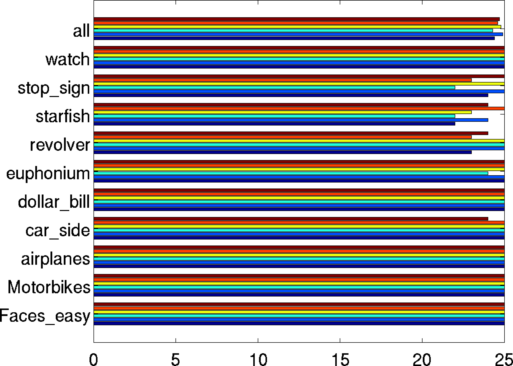 all
watch
stop_sign
starfish
revolver
euphonium
dollar_bill
car_side
airplanes
Motorbikes
Faces_easy
0 5 10 15 20 25